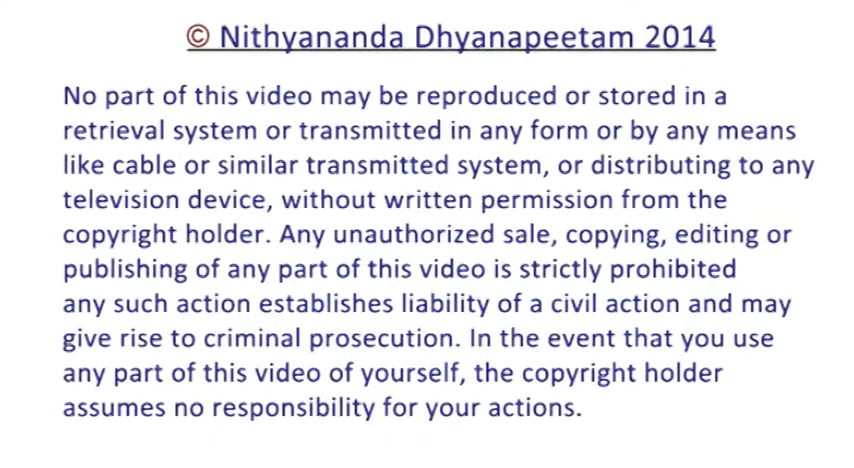 © Nithyananda Dhyanapeetam 2014
No part of this video may be reproduced or stored in a
retrieval system or transmitted in any form or by any means
like cable or similar transmitted system, or distributing to any
television device, without written permission from the
copyright holder. Any unauthorized sale, copying, editing or
publishing of any part of this video is strictly prohibited
any such action establishes liability of a civil action and may
give rise to criminal prosecution. In the event that you use
any part of this video of yourself, the copyright holder
assumes no responsibility for your actions.